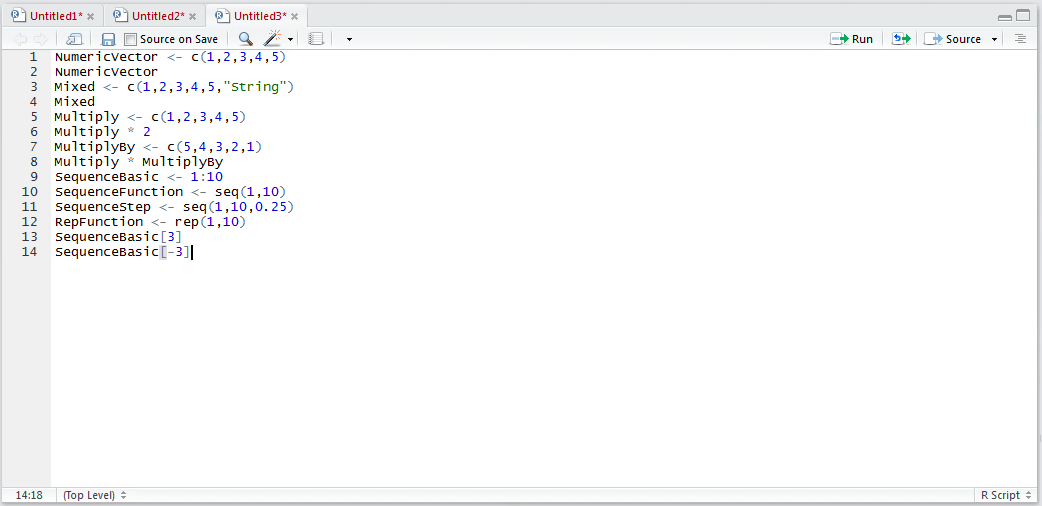 Untitled1* Untitled2* Untitled3*
Source on Save Run Source
1 NumericVector <- c(1,2,3,4,5)
2 NumericVector
3 Mixed <- c(1,2,3,4,5,"String")
4 Mixed
5 Multiply <- c(1,2,3,4,5)
6 Multiply * 2
7 MultiplyBy <- c(5,4,3,2,1)
8 Multiply * MultiplyBy
9 SequenceBasic <- 1:10
10 SequenceFunction <- seq(1,10)
11 SequenceStep <- seq(1,10,0.25)
12 RepFunction <- rep(1,10)
13 SequenceBasic[3]
14 SequenceBasic[-3]
14:18 (Top Level) R Script